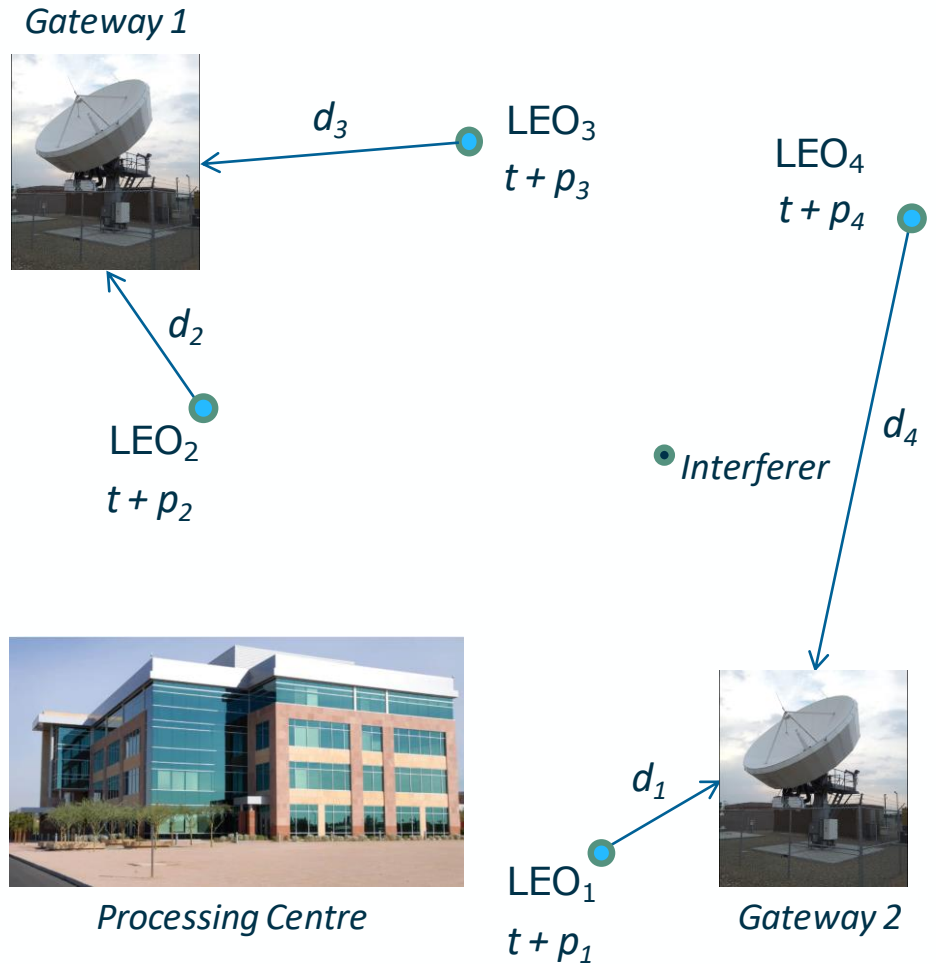 Gateway 1
d₃
LEO₃
t + p₃
LEO₄
t + p₄
d₂
LEO₂
t + p₂
d₄
Interferer
d₁
LEO₁
t + p₁
Processing Centre
Gateway 2